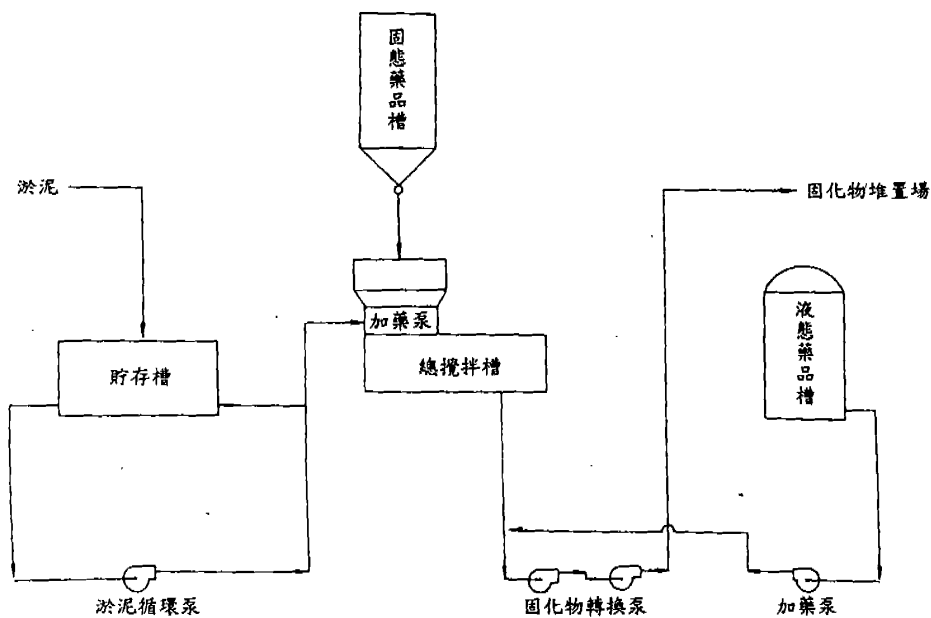 固態藥品槽
淤泥
固化物堆置場
加藥泵
液態藥品槽
總攪拌槽
貯存槽
淤泥循環泵
固化物轉換泵
加藥泵